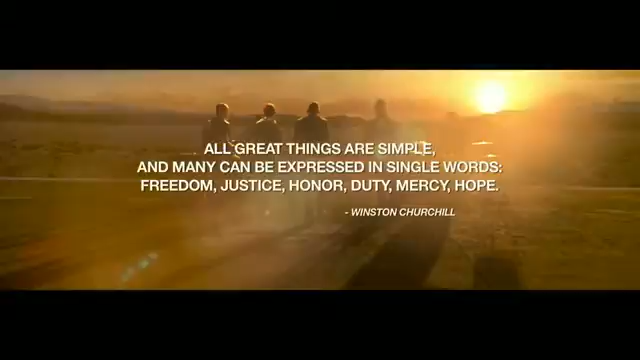 ALL GREAT THINGS ARE SIMPLE,
AND MANY CAN BE EXPRESSED IN SINGLE WORDS:
FREEDOM, JUSTICE, HONOR, DUTY, MERCY, HOPE.
- WINSTON CHURCHILL